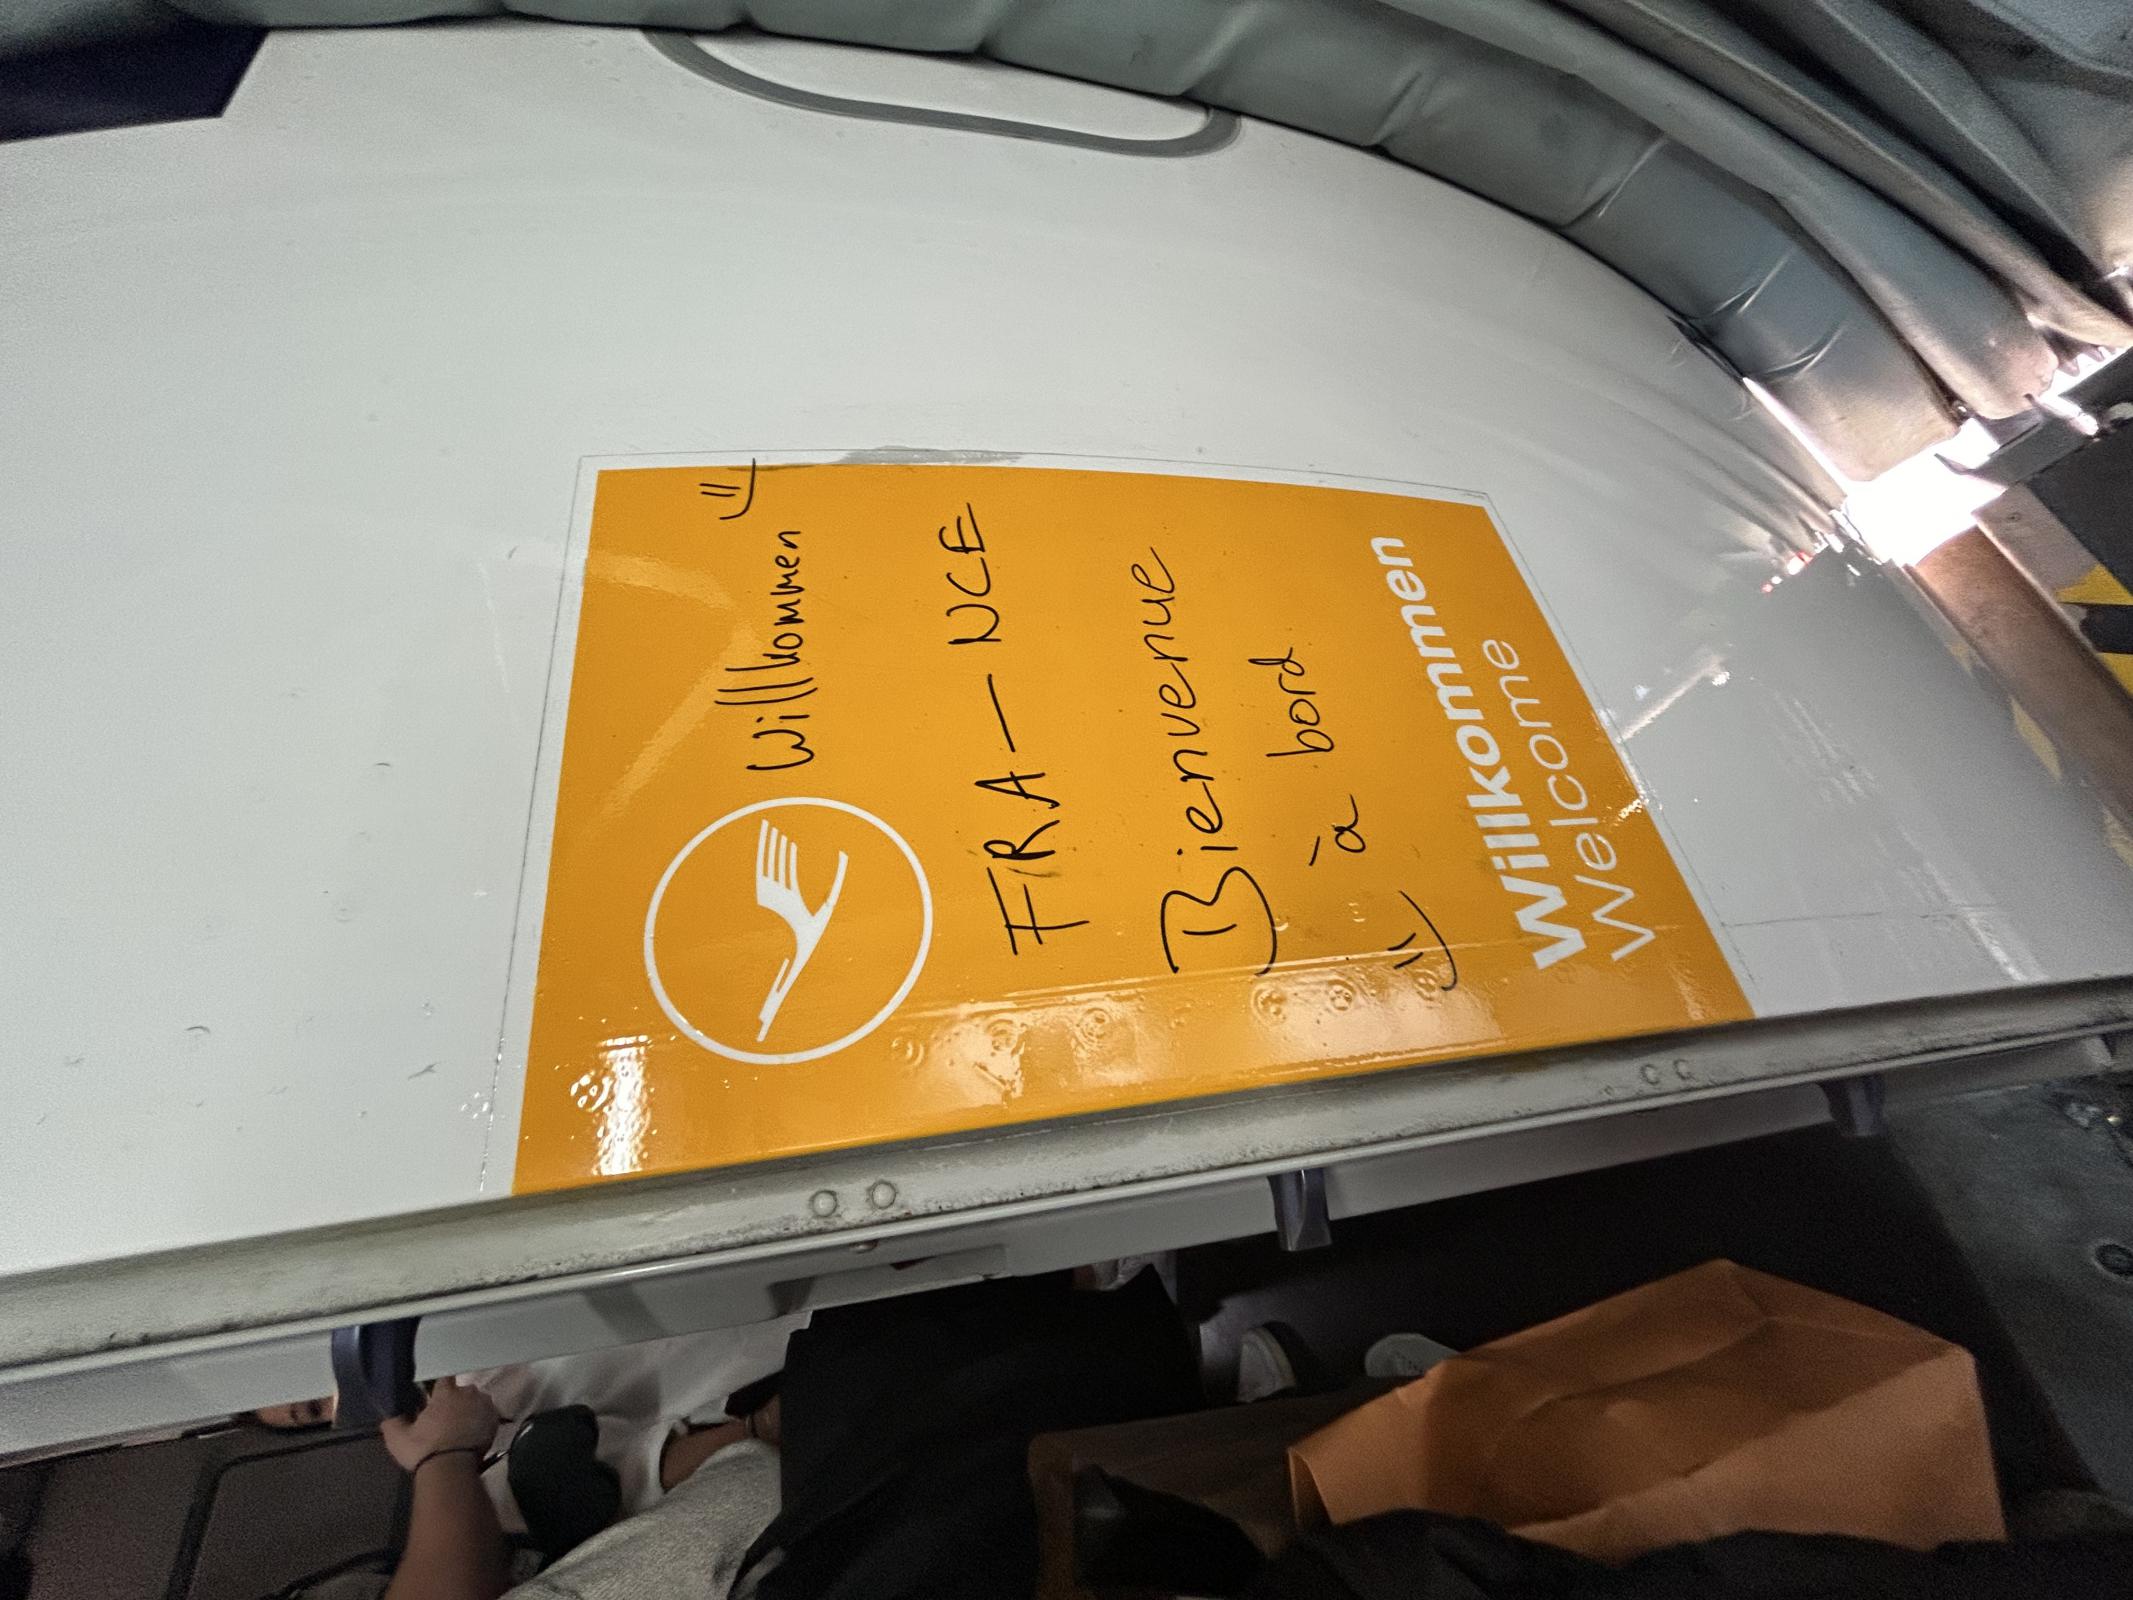 Willkommen
FRA - NCE
Bienvenue
à bord
Willkommen
Welcome